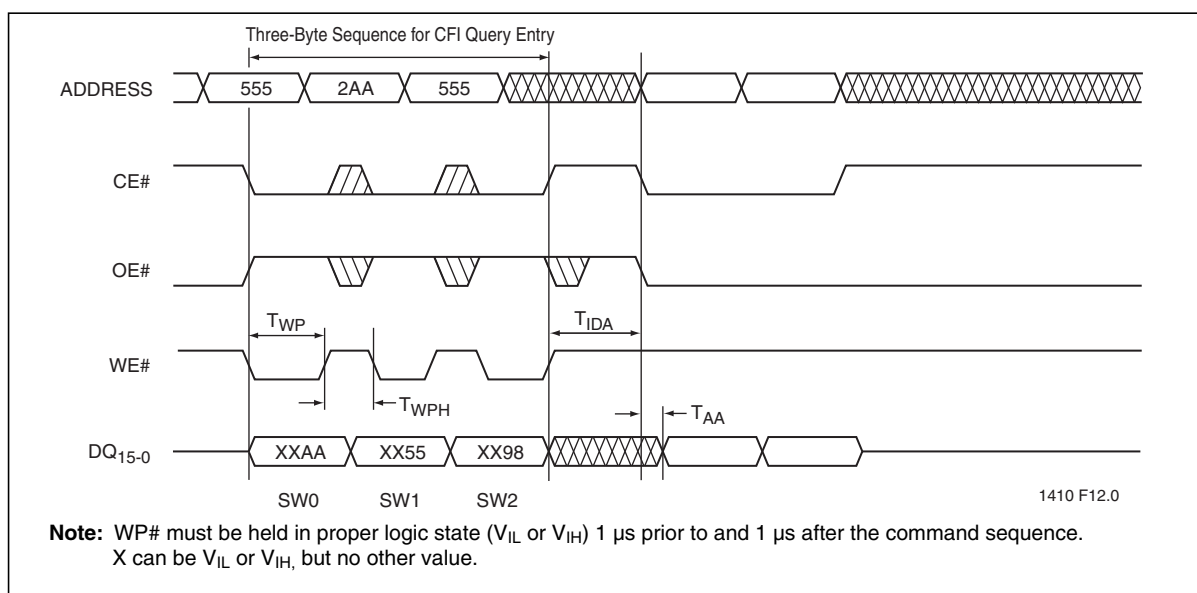 Three-Byte Sequence for CFI Query Entry
ADDRESS 555 2AA 555
CE#
OE#
TWP TIDA
WE#
TWPH TAA
DQ15-0 XXAA XX55 XX98
SW0 SW1 SW2
1410 F12.0
Note: WP# must be held in proper logic state (VIL or VIH) 1 µs prior to and 1 µs after the command sequence.
X can be VIL or VIH, but no other value.